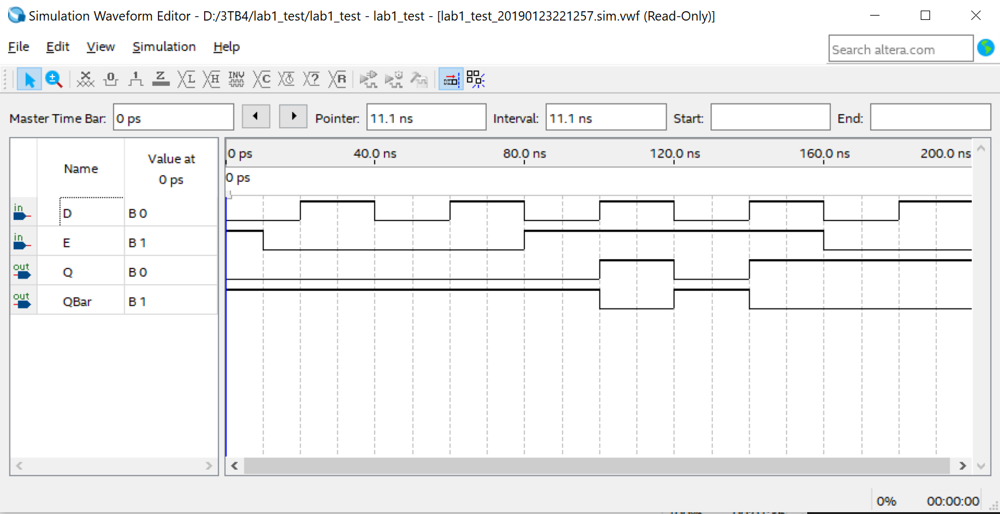 Simulation Waveform Editor - D:/3TB4/lab1_test/lab1_test - lab1_test - [lab1_test_20190123221257.sim.vwf (Read-Only)]
File Edit View Simulation Help
Search altera.com
X 0 1 Z L H INV C ? R
Master Time Bar: 0 ps Pointer: 11.1 ns Interval: 11.1 ns Start: End:
Name Value at 0 ps
0 ps 40.0 ns 80.0 ns 120.0 ns 160.0 ns 200.0 ns
0 ps
in D B 0
in E B 1
out Q B 0
out QBar B 1
0% 00:00:00